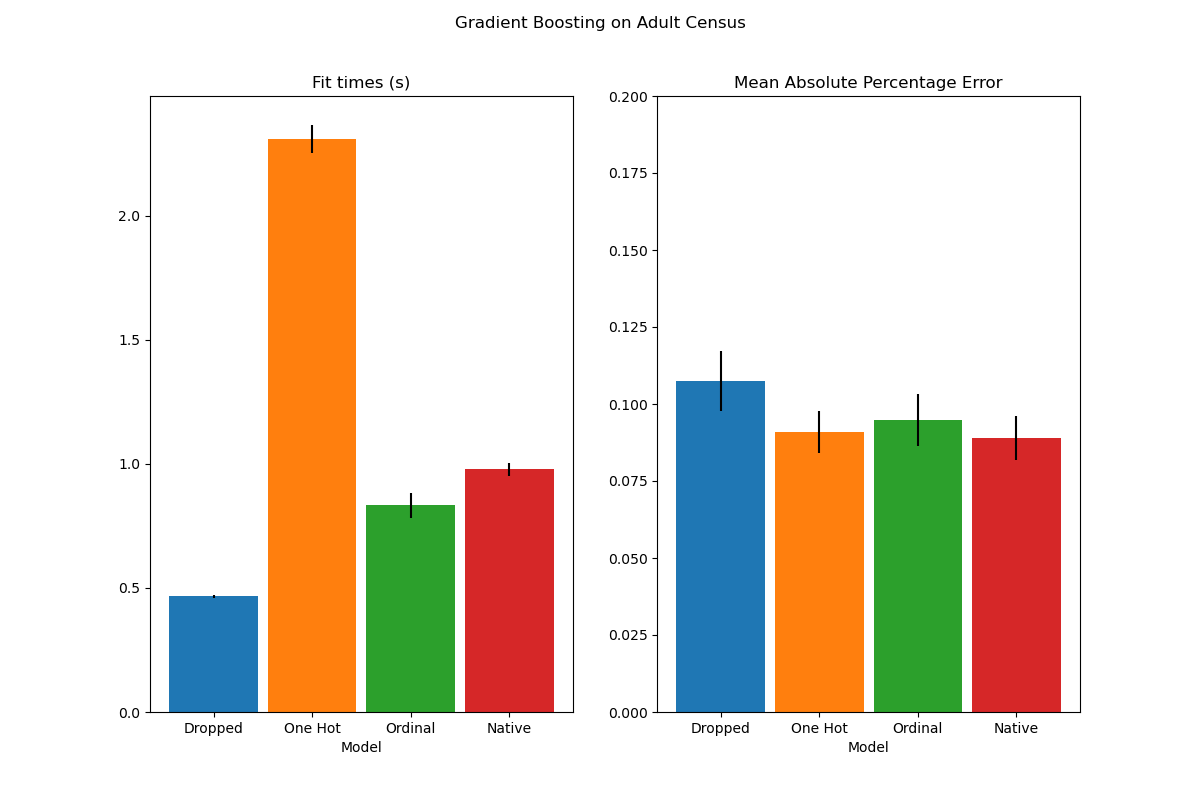 Gradient Boosting on Adult Census
Fit times (s)
2.0
1.5
1.0
0.5
0.0
Dropped One Hot Ordinal Native
Model
Mean Absolute Percentage Error
0.200
0.175
0.150
0.125
0.100
0.075
0.050
0.025
0.000
Dropped One Hot Ordinal Native
Model